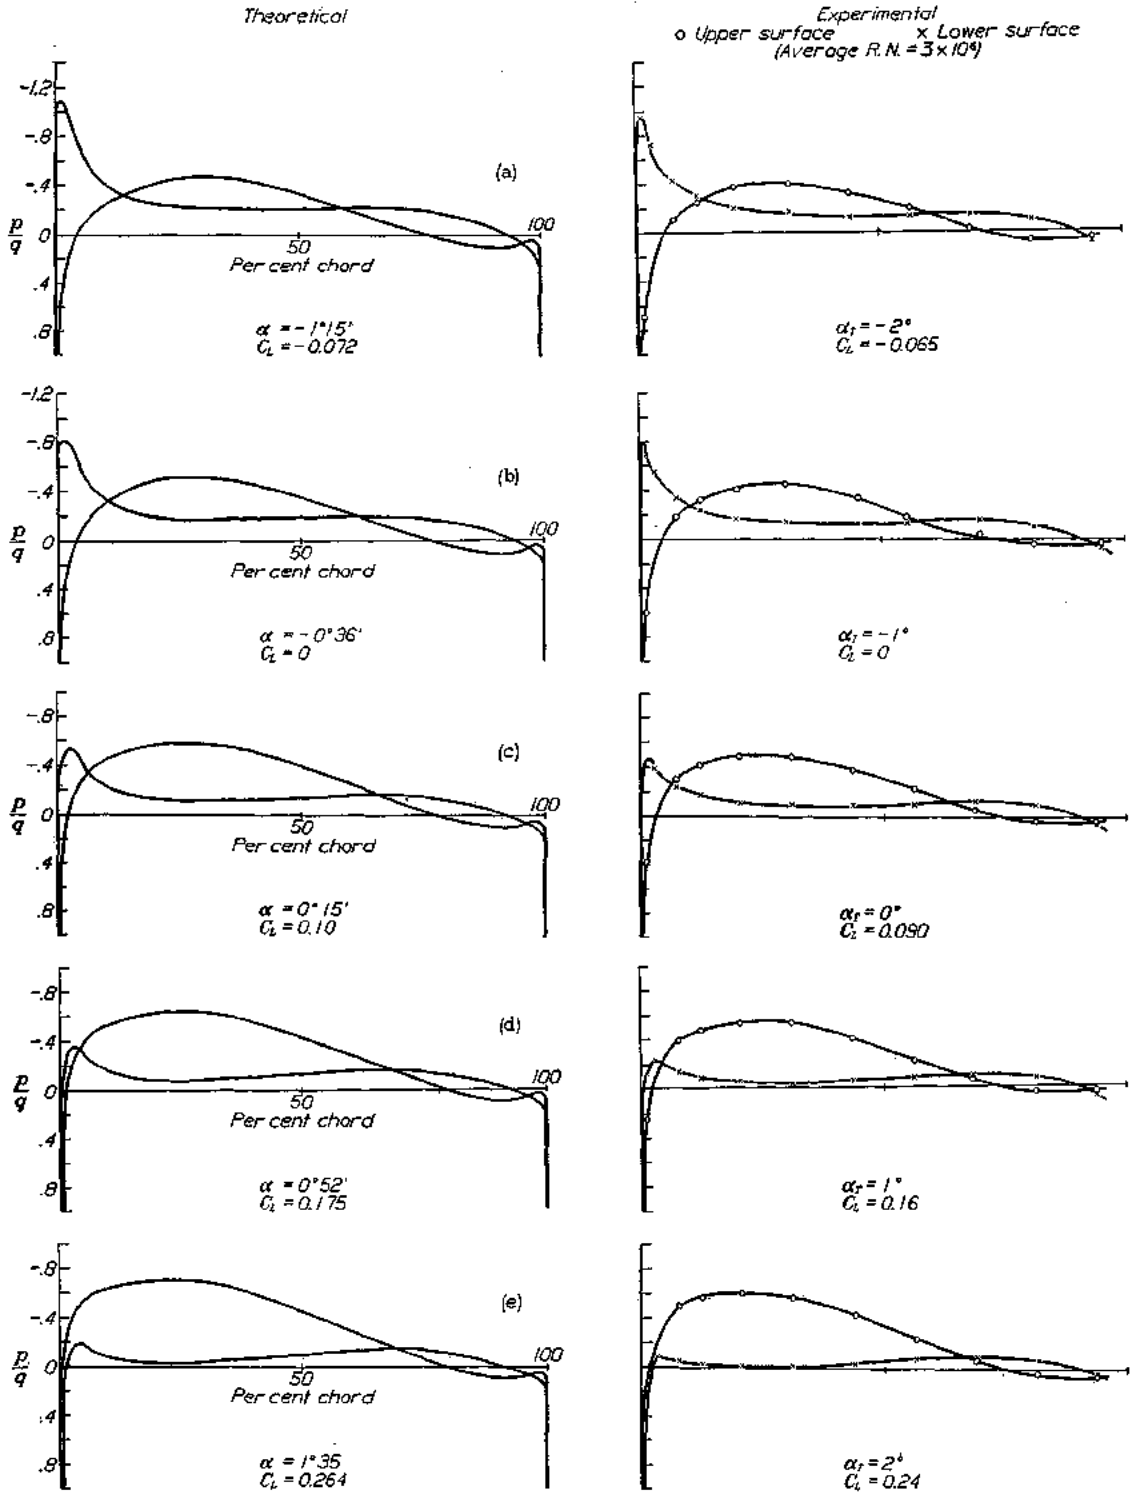 Theoretical
Experimental
o Upper surface x Lower surface
(Average R.N. = 3×10⁶)
-1.2
-.8
-.4
p/q 0
.4
.8
50
100
Per cent chord
(a)
α = -1°15'
C_L = -0.072
α_T = -2°
C_L = -0.065
-1.2
-.8
-.4
p/q 0
.4
.8
50
100
Per cent chord
(b)
α = -0°36'
C_L = 0
α_T = -1°
C_L = 0
-.8
-.4
p/q 0
.4
.8
50
100
Per cent chord
(c)
α = 0°15'
C_L = 0.10
α_T = 0°
C_L = 0.090
-.8
-.4
p/q 0
.4
.8
50
100
Per cent chord
(d)
α = 0°52'
C_L = 0.175
α_T = 1°
C_L = 0.16
-.8
-.4
p/q 0
.4
.8
50
100
Per cent chord
(e)
α = 1°35
C_L = 0.264
α_T = 2°
C_L = 0.24